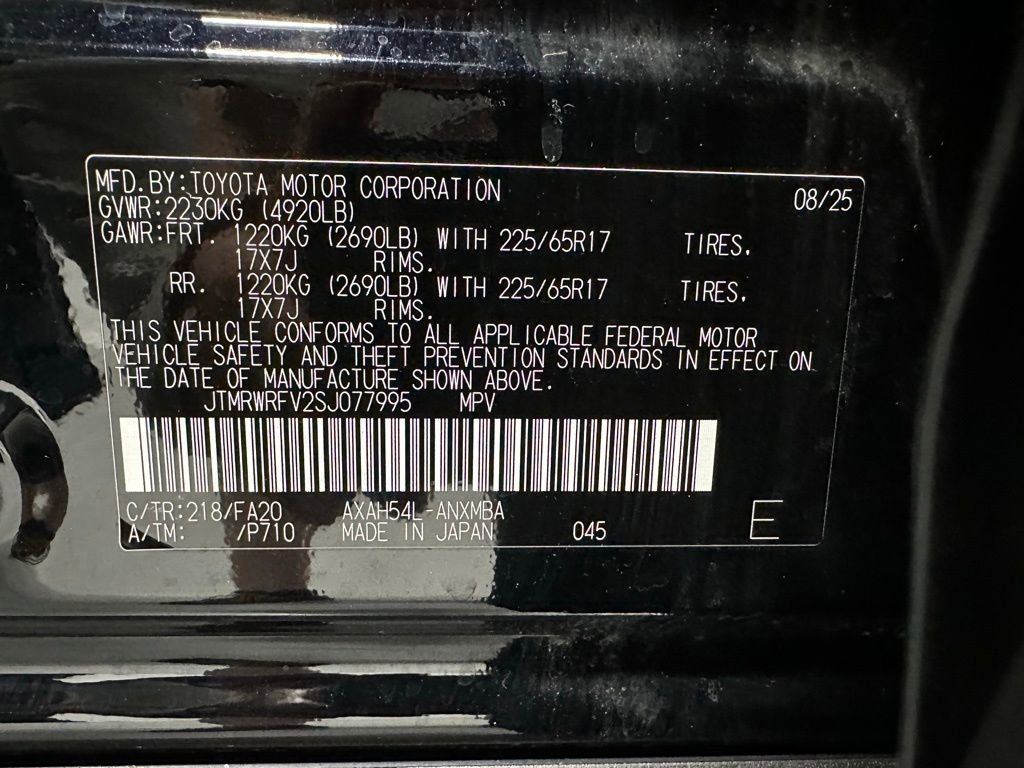 MFD.BY:TOYOTA MOTOR CORPORATION 08/25
GVWR:2230KG (4920LB)
GAWR:FRT. 1220KG (2690LB) WITH 225/65R17 TIRES.
17X7J RIMS.
RR. 1220KG (2690LB) WITH 225/65R17 TIRES.
17X7J RIMS.
THIS VEHICLE CONFORMS TO ALL APPLICABLE FEDERAL MOTOR
VEHICLE SAFETY AND THEFT PREVENTION STANDARDS IN EFFECT ON
THE DATE OF MANUFACTURE SHOWN ABOVE.
JTMRWRFV2SJ077995 MPV
C/TR:218/FA20 AXAH54L-ANXMBA
A/TM: /P710 MADE IN JAPAN 045 E